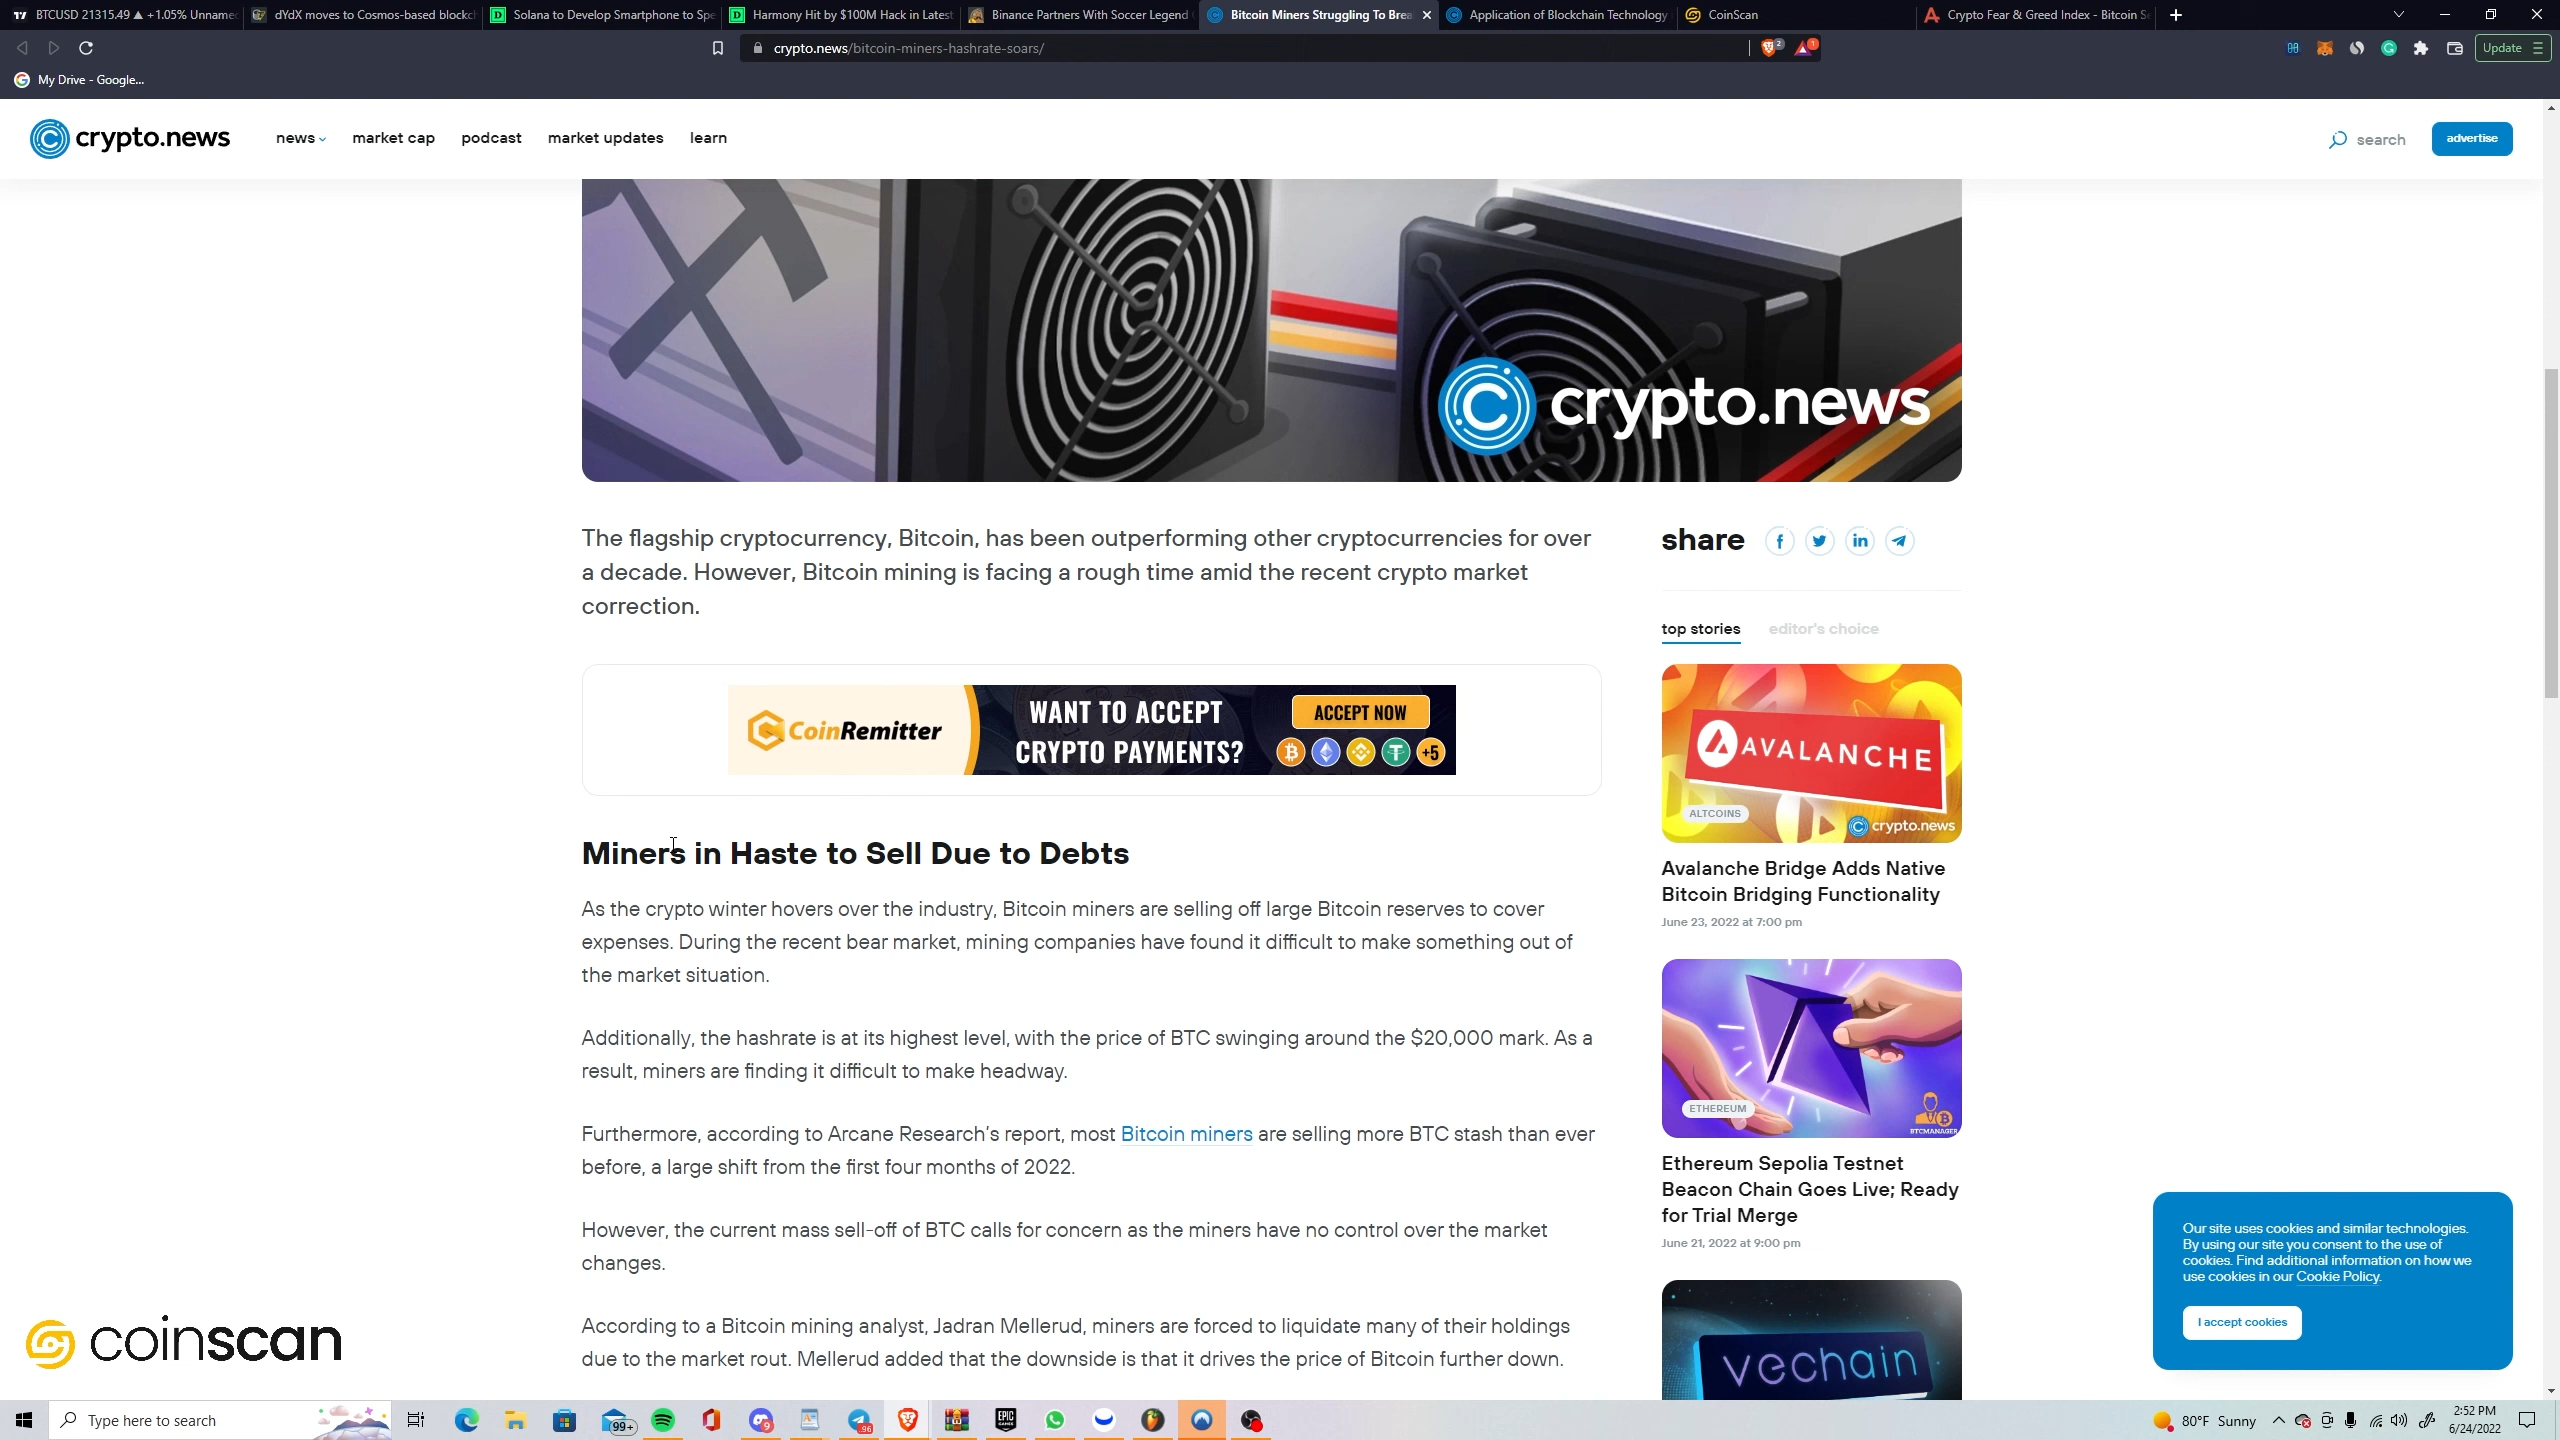 BTCUSD 21315.49 ▲ +1.05% Unname
dYdX moves to Cosmos-based blockc
Solana to Develop Smartphone to Spe
Harmony Hit by $100M Hack in Latest
Binance Partners With Soccer Legend
Bitcoin Miners Struggling To Brea
Application of Blockchain Technology
CoinScan
Crypto Fear & Greed Index - Bitcoin Se
crypto.news/bitcoin-miners-hashrate-soars/
2
1
Update
My Drive - Google...
crypto.news
news
market cap
podcast
market updates
learn
search
advertise
crypto.news
The flagship cryptocurrency, Bitcoin, has been outperforming other cryptocurrencies for over
a decade. However, Bitcoin mining is facing a rough time amid the recent crypto market
correction.
CoinRemitter
WANT TO ACCEPT
CRYPTO PAYMENTS?
ACCEPT NOW
+5
Miners in Haste to Sell Due to Debts
As the crypto winter hovers over the industry, Bitcoin miners are selling off large Bitcoin reserves to cover
expenses. During the recent bear market, mining companies have found it difficult to make something out of
the market situation.
Additionally, the hashrate is at its highest level, with the price of BTC swinging around the $20,000 mark. As a
result, miners are finding it difficult to make headway.
Furthermore, according to Arcane Research's report, most Bitcoin miners are selling more BTC stash than ever
before, a large shift from the first four months of 2022.
However, the current mass sell-off of BTC calls for concern as the miners have no control over the market
changes.
According to a Bitcoin mining analyst, Jadran Mellerud, miners are forced to liquidate many of their holdings
due to the market rout. Mellerud added that the downside is that it drives the price of Bitcoin further down.
share
top stories
editor's choice
AVALANCHE
ALTCOINS
crypto.news
Avalanche Bridge Adds Native
Bitcoin Bridging Functionality
June 23, 2022 at 7:00 pm
ETHEREUM
BTCMANAGER
Ethereum Sepolia Testnet
Beacon Chain Goes Live; Ready
for Trial Merge
June 21, 2022 at 9:00 pm
vechain
Our site uses cookies and similar technologies.
By using our site you consent to the use of
cookies. Find additional information on how we
use cookies in our Cookie Policy.
I accept cookies
coinscan
Type here to search
99+
9
96
EPIC
GAMES
80°F Sunny
2:52 PM
6/24/2022